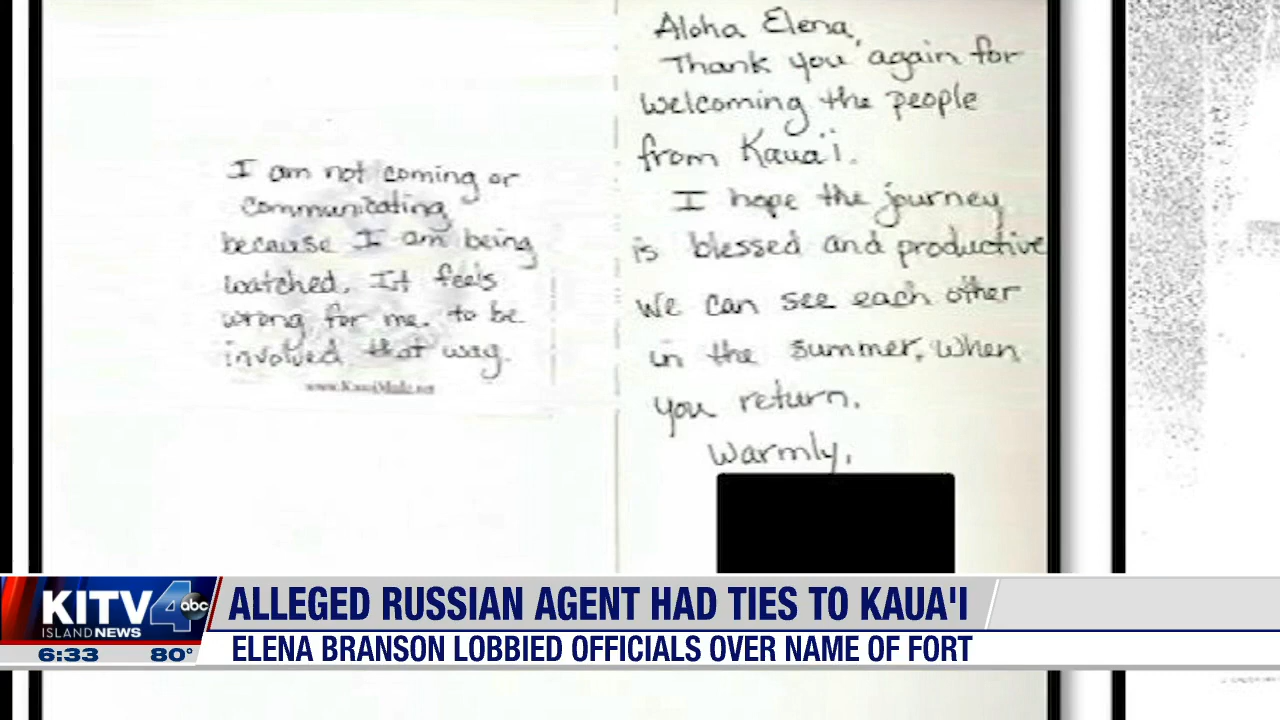 I am not coming or
communicating
because I am being
watched. It feels
wrong for me. to be
involved that way.
Aloha Elena,
Thank you again for
welcoming the people
from Kaua'i.
I hope the journey
is blessed and productive
We can see each other
in the summer, when
you return.
Warmly,
KITV 4 abc
ISLAND NEWS
6:33 80°
ALLEGED RUSSIAN AGENT HAD TIES TO KAUA'I
ELENA BRANSON LOBBIED OFFICIALS OVER NAME OF FORT